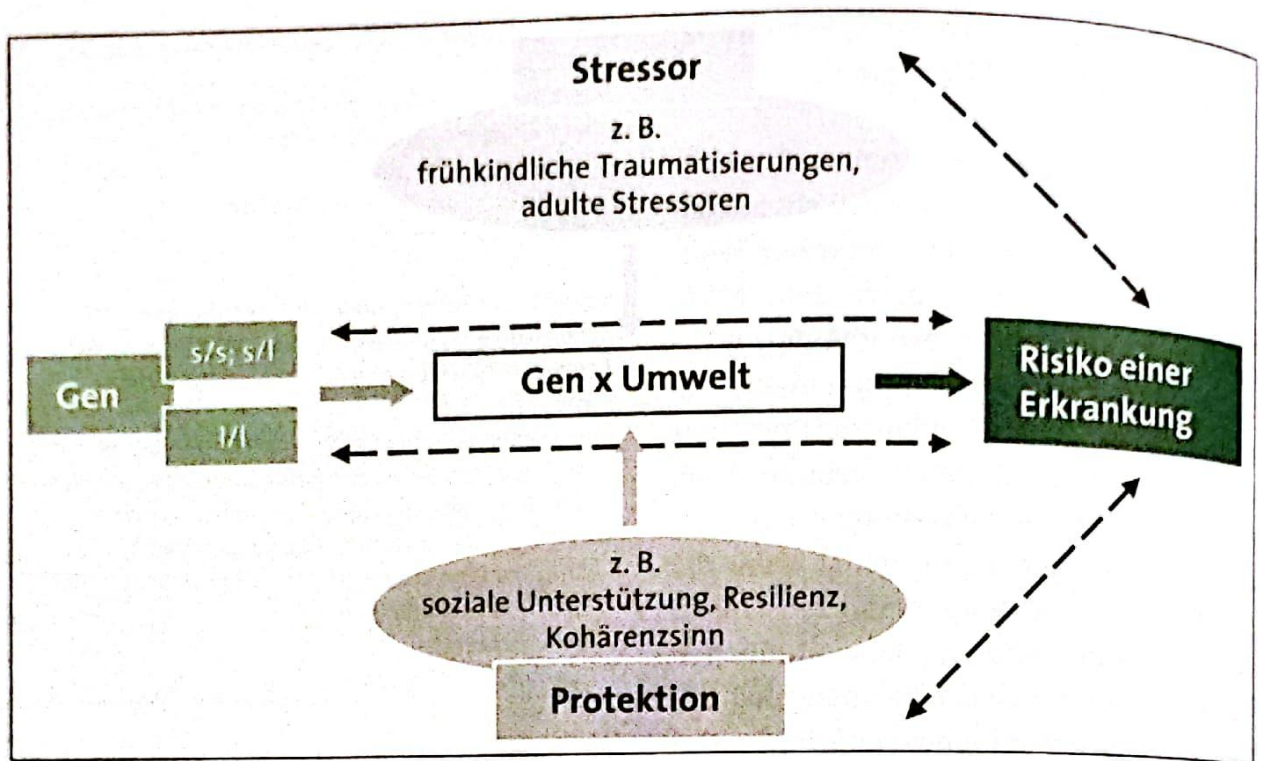 Stressor
z. B.
frühkindliche Traumatisierungen,
adulte Stressoren
Gen
s/s; s/l
l/l
Gen x Umwelt
Risiko einer
Erkrankung
z. B.
soziale Unterstützung, Resilienz,
Kohärenzsinn
Protektion